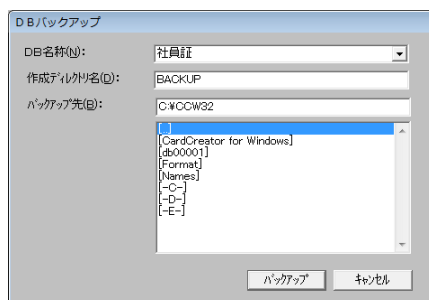 ＤＢバックアップ
DB名称(N):
社員証
作成ﾃﾞｨﾚｸﾄﾘ名(D):
BACKUP
ﾊﾞｯｸｱｯﾌﾟ先(B):
C:¥CCW32
[..]
[CardCreator for Windows]
[db00001]
[Format]
[Names]
[-C-]
[-D-]
[-E-]
ﾊﾞｯｸｱｯﾌﾟ
ｷｬﾝｾﾙ